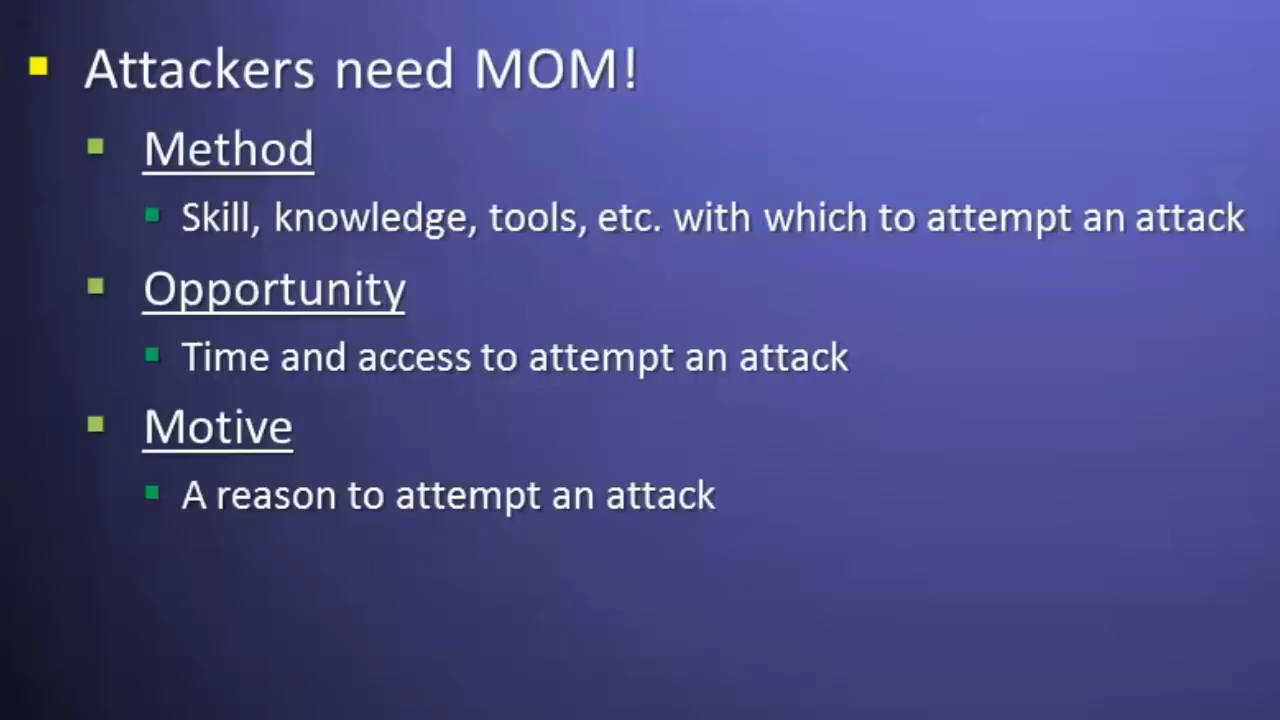 Attackers need MOM!
Method
Skill, knowledge, tools, etc. with which to attempt an attack
Opportunity
Time and access to attempt an attack
Motive
A reason to attempt an attack